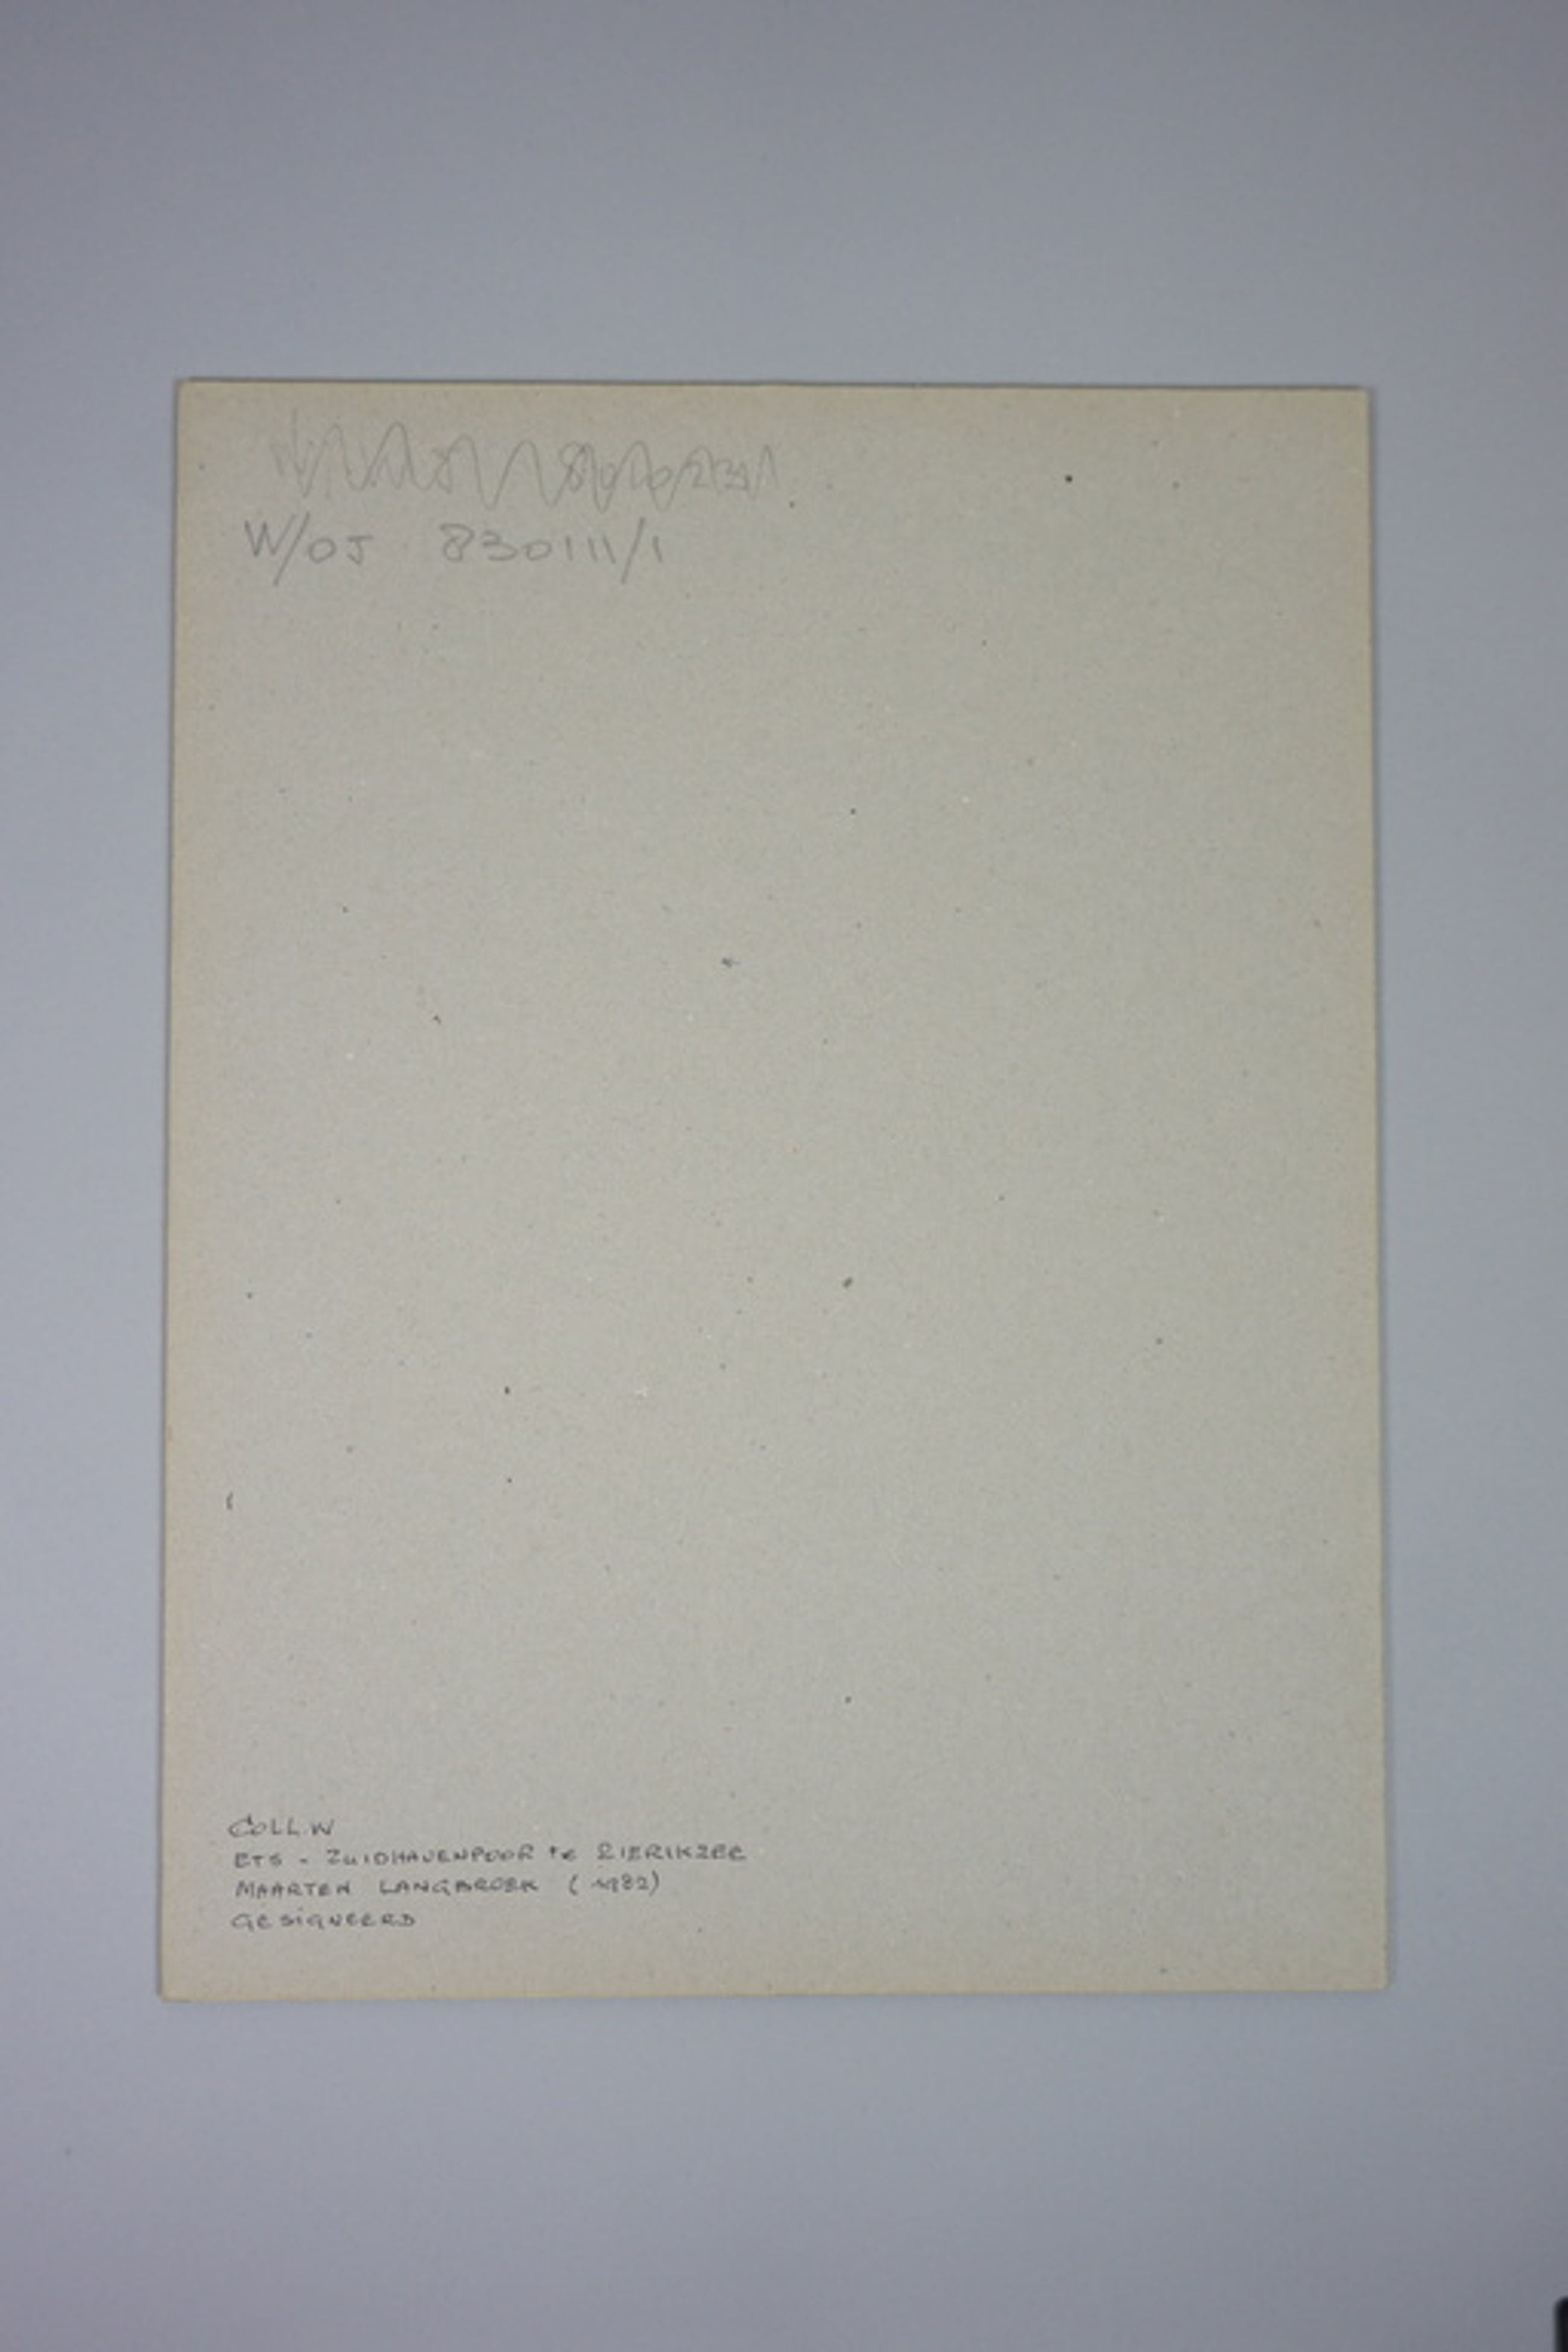 W/OJ 830111/1
COLL.W
ETS - ZUIDHAVENPOOR te ZIERIKZEE
MAARTEN LANGBROEK (1982)
GESIGNEERD